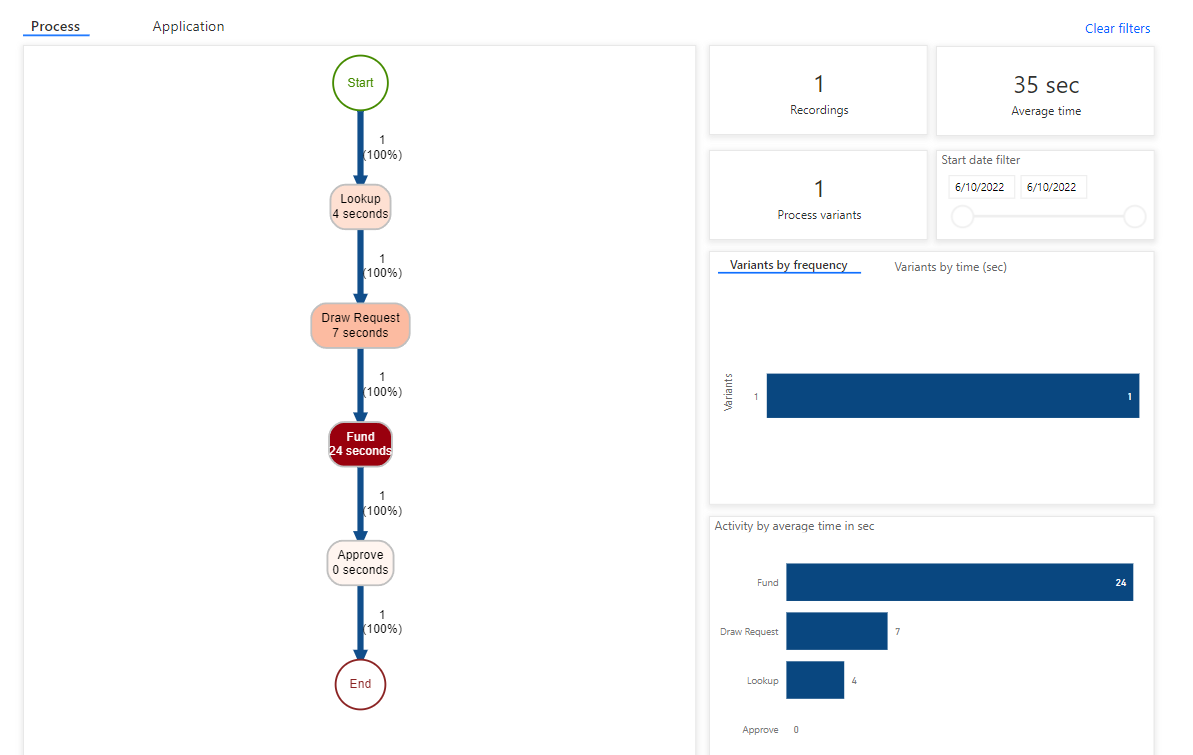 Process
Application
Clear filters
Start
1
(100%)
Lookup
4 seconds
1
(100%)
Draw Request
7 seconds
1
(100%)
Fund
24 seconds
1
(100%)
Approve
0 seconds
1
(100%)
End
1
Recordings
35 sec
Average time
1
Process variants
Start date filter
6/10/2022
6/10/2022
Variants by frequency
Variants by time (sec)
Variants
1
1
Activity by average time in sec
Fund
24
Draw Request
7
Lookup
4
Approve
0